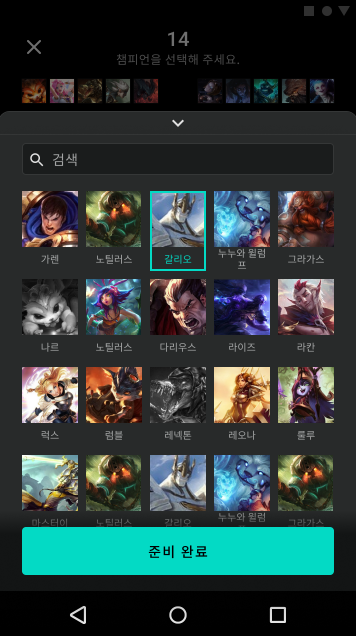 14
챔피언을 선택해 주세요.
검색
가렌
노틸러스
갈리오
누누와 윌럼
프
그라가스
나르
노틸러스
다리우스
라이즈
라칸
럭스
럼블
레넥톤
레오나
룰루
마스터이
노틸러스
갈리오
누누와 윌럼
그라가스
준비 완료